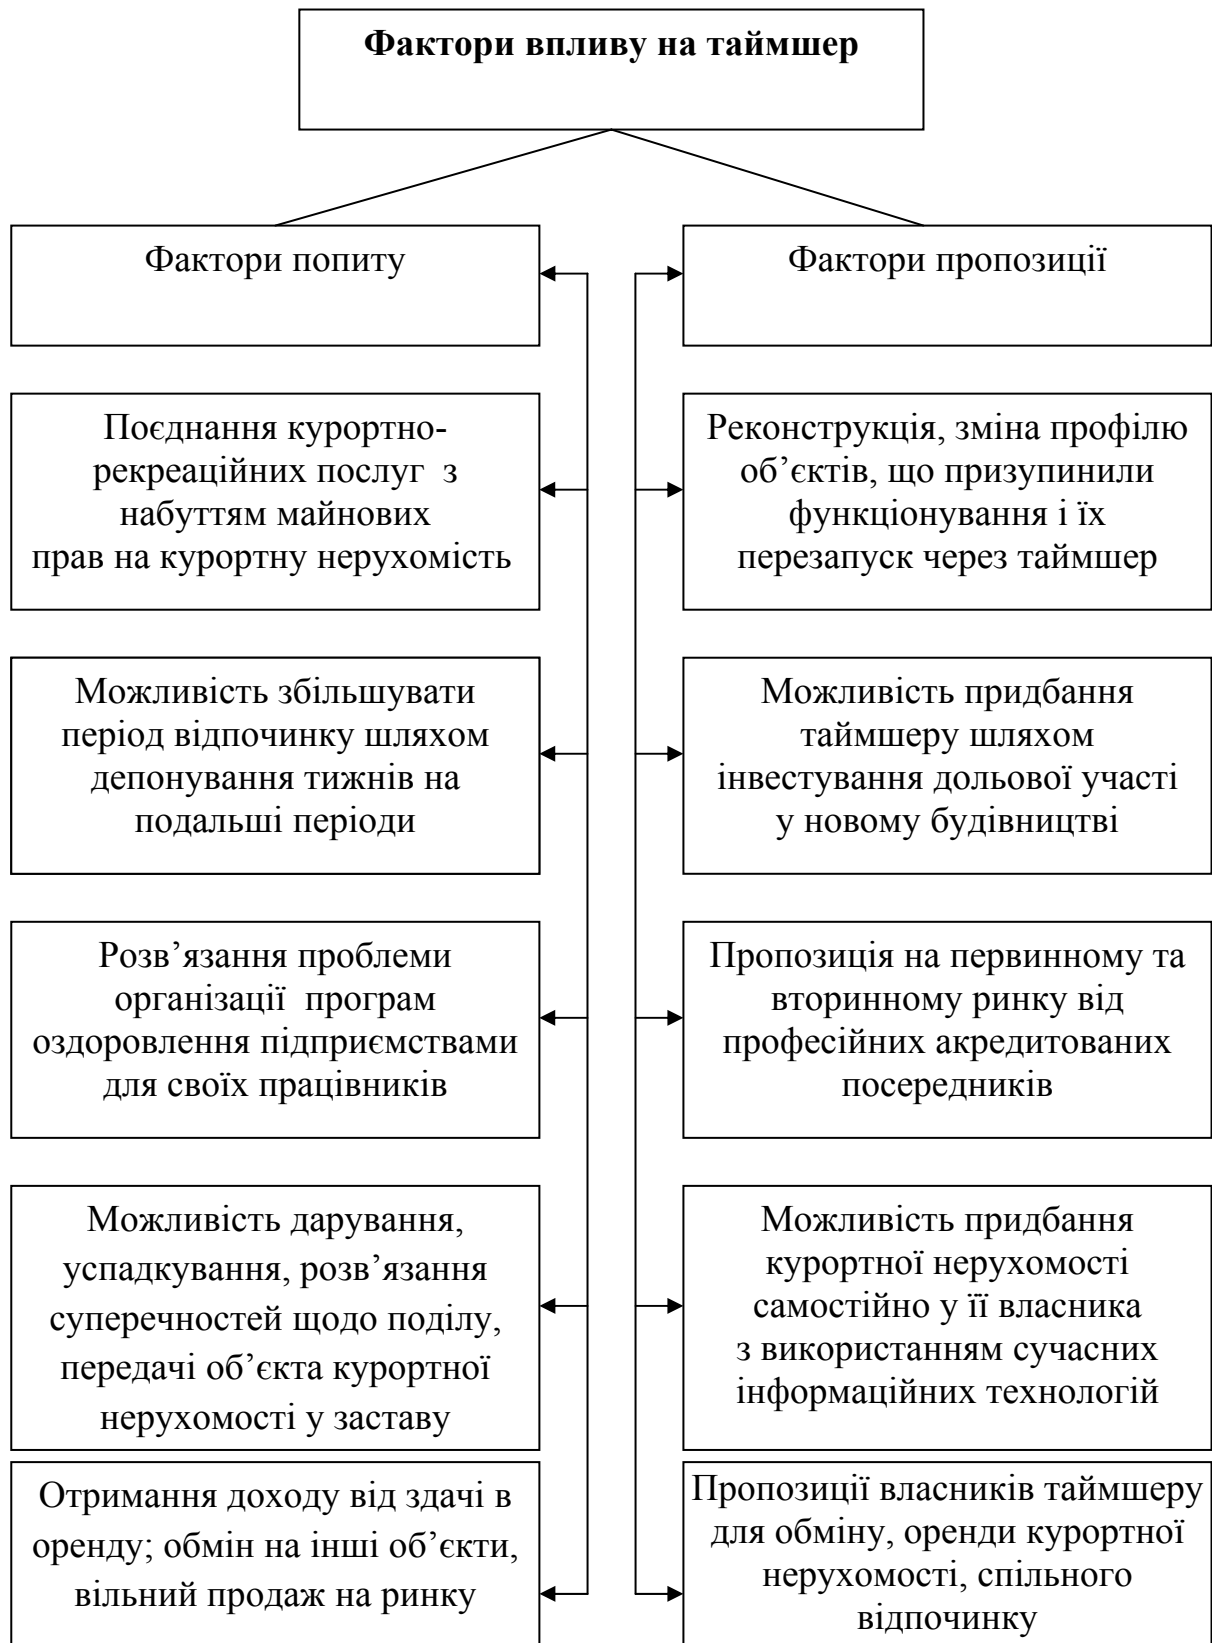 Фактори впливу на таймшер
Фактори попиту
Фактори пропозиції
Поєднання курортно-
рекреаційних послуг з
набуттям майнових
прав на курортну нерухомість
Реконструкція, зміна профілю
об’єктів, що призупинили
функціонування і їх
перезапуск через таймшер
Можливість збільшувати
період відпочинку шляхом
депонування тижнів на
подальші періоди
Можливість придбання
таймшеру шляхом
інвестування дольової участі
у новому будівництві
Розв’язання проблеми
організації програм
оздоровлення підприємствами
для своїх працівників
Пропозиція на первинному та
вторинному ринку від
професійних акредитованих
посередників
Можливість дарування,
успадкування, розв’язання
суперечностей щодо поділу,
передачі об’єкта курортної
нерухомості у заставу
Можливість придбання
курортної нерухомості
самостійно у її власника
з використанням сучасних
інформаційних технологій
Отримання доходу від здачі в
оренду; обмін на інші об’єкти,
вільний продаж на ринку
Пропозиції власників таймшеру
для обміну, оренди курортної
нерухомості, спільного
відпочинку